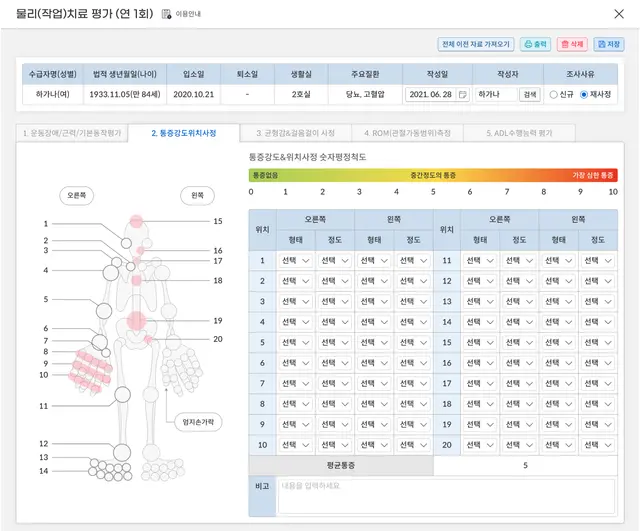 물리(작업)치료 평가 (연 1회) 이용안내
전체 이전 자료 가져오기 출력 삭제 저장
수급자명(성별) 법적 생년월일(나이) 입소일 퇴소일 생활실 주요질환 작성일 작성자 조사사유
하가나(여) 1933.11.05(만 84세) 2020.10.21 - 2호실 당뇨, 고혈압 2021. 06. 28 하가나 검색 신규 재사정
1. 운동장애/근력/기본동작평가 2. 통증강도위치사정 3. 균형감&걸음걸이 사정 4. ROM(관절가동범위)측정 5. ADL수행능력 평가
통증강도&위치사정 숫자평정척도
통증없음 중간정도의 통증 가장 심한 통증
0 1 2 3 4 5 6 7 8 9 10
오른쪽 왼쪽
1
2
3
4
5
6
7
8
9
10
11
12
13
14
15
16
17
18
19
20
엄지손가락
위치 오른쪽 왼쪽 위치 오른쪽 왼쪽
형태 정도 형태 정도 형태 정도 형태 정도
1 선택 선택 선택 선택 11 선택 선택 선택 선택
2 선택 선택 선택 선택 12 선택 선택 선택 선택
3 선택 선택 선택 선택 13 선택 선택 선택 선택
4 선택 선택 선택 선택 14 선택 선택 선택 선택
5 선택 선택 선택 선택 15 선택 선택 선택 선택
6 선택 선택 선택 선택 16 선택 선택 선택 선택
7 선택 선택 선택 선택 17 선택 선택 선택 선택
8 선택 선택 선택 선택 18 선택 선택 선택 선택
9 선택 선택 선택 선택 19 선택 선택 선택 선택
10 선택 선택 선택 선택 20 선택 선택 선택 선택
평균통증 5
비고 내용을 입력하세요.